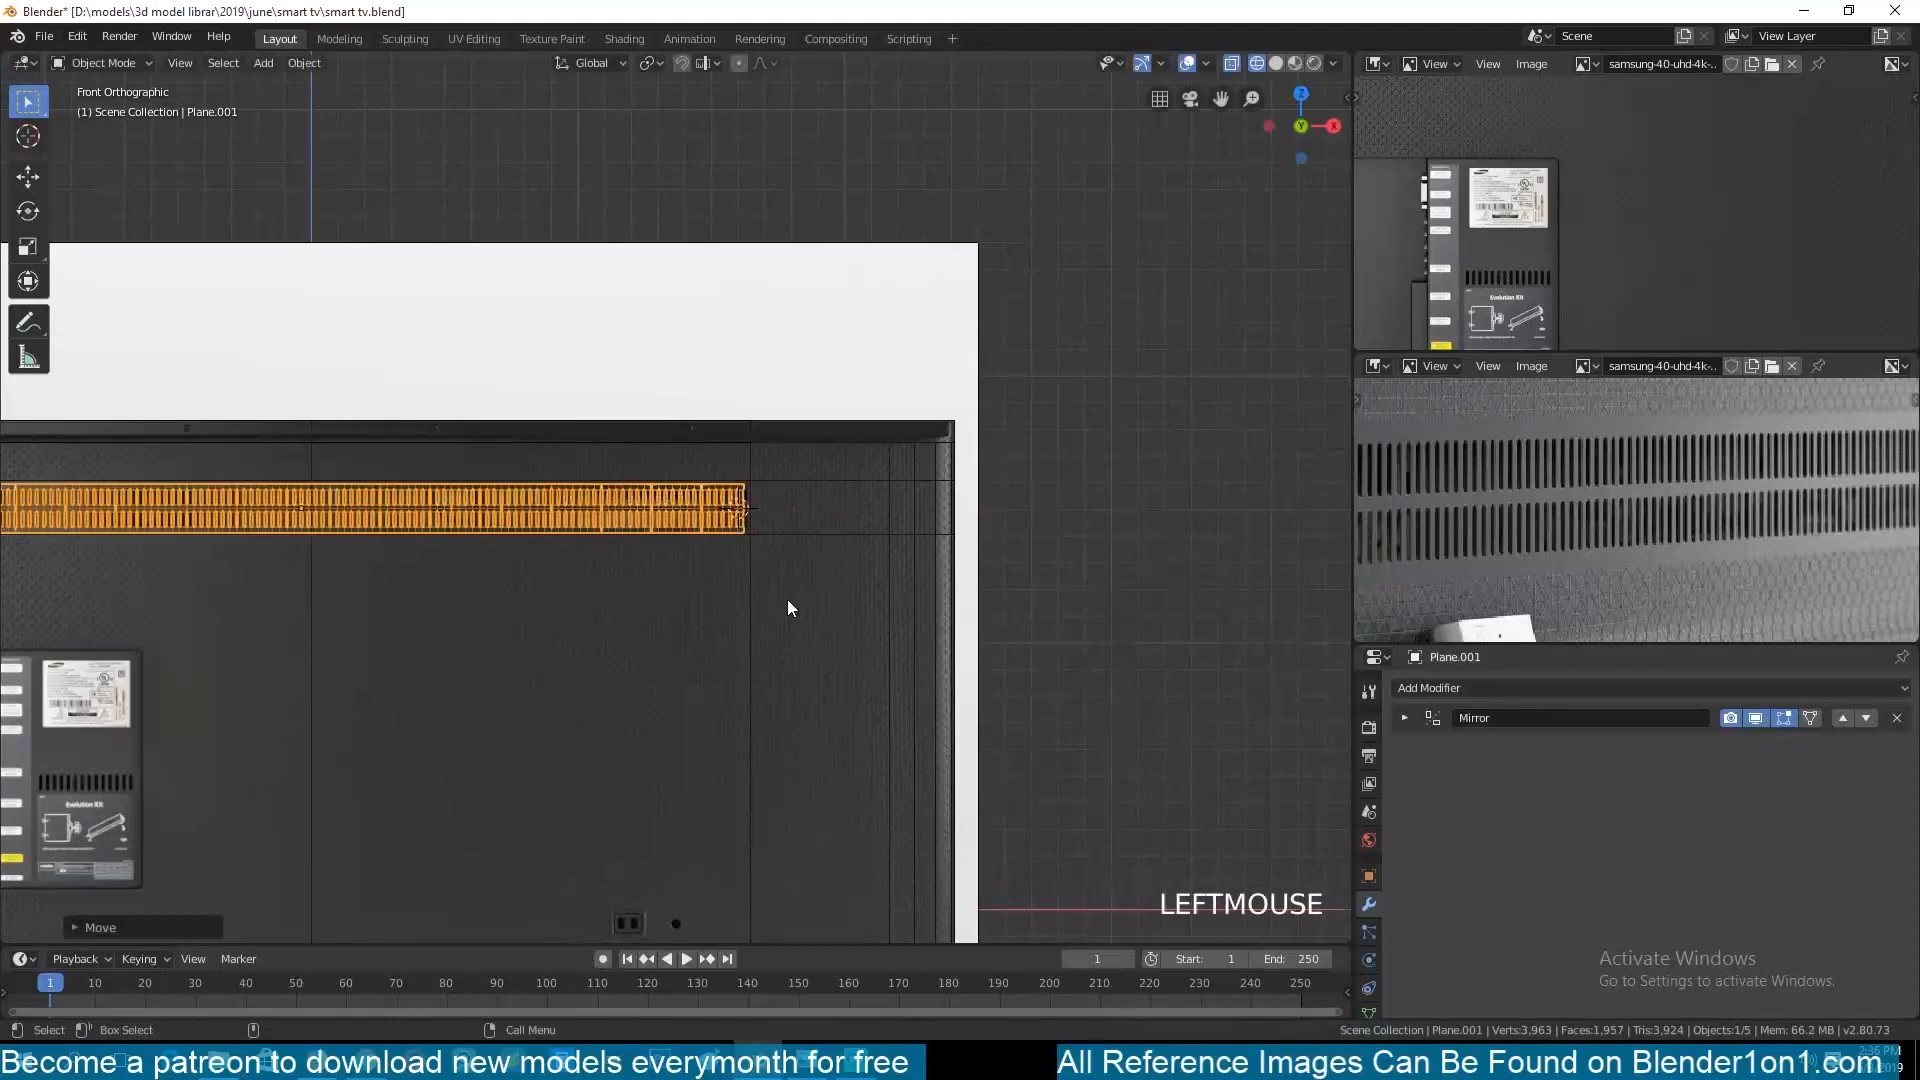 Blender* [D:\models\3d model librar\2019\june\smart tv\smart tv.blend]
File Edit Render Window Help Layout Modeling Sculpting UV Editing Texture Paint Shading Animation Rendering Compositing Scripting + Scene View Layer
Object Mode View Select Add Object Global View View Image samsung-40-uhd-4k-..
Front Orthographic
(1) Scene Collection | Plane.001
Z
Y X
Evolution Kit
View View Image samsung-40-uhd-4k-..
Plane.001
Add Modifier
Mirror
Evolution Kit
LEFTMOUSE
Move
Activate Windows
Go to Settings to activate Windows.
Playback Keying View Marker 1 Start: 1 End: 250
1 10 20 30 40 50 60 70 80 90 100 110 120 130 140 150 160 170 180 190 200 210 220 230 240 250
Select Box Select Call Menu Scene Collection | Plane.001 | Verts:3,963 | Faces:1,957 | Tris:3,924 | Objects:1/5 | Mem: 66.2 MB | v2.80.73
2:36 PM
Become a patreon to download new models everymonth for free All Reference Images Can Be Found on Blender1on1.com